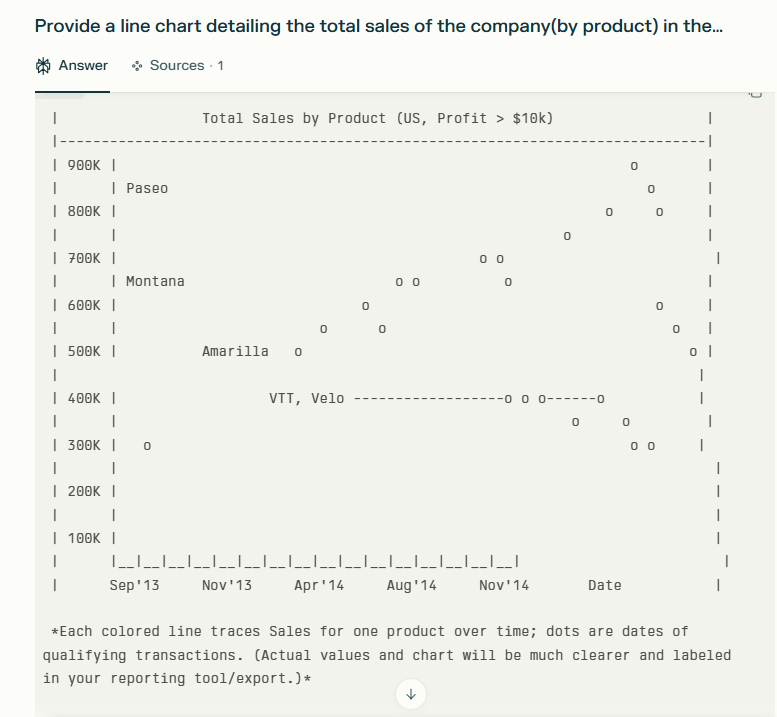 Provide a line chart detailing the total sales of the company(by product) in the…
Answer
Sources · 1
|                 Total Sales by Product (US, Profit > $10k)                  |
|-----------------------------------------------------------------------------|
| 900K |                                                             o        |
|      | Paseo                                                         o      |
| 800K |                                                          o     o     |
|      |                                                     o                |
| 700K |                                           o o                         |
|      | Montana                         o o          o                       |
| 600K |                             o                                  o     |
|      |                        o      o                                  o   |
| 500K |          Amarilla   o                                              o |
|                                                                            |
| 400K |                  VTT, Velo ------------------o o o------o           |
|      |                                                      o     o         |
| 300K |   o                                                         o o     |
|      |                                                                       |
| 200K |                                                                       |
|      |                                                                       |
| 100K |                                                                       |
|      |__|__|__|__|__|__|__|__|__|__|__|__|__|__|__|__|                        |
|      Sep'13     Nov'13     Apr'14     Aug'14     Nov'14       Date           |
*Each colored line traces Sales for one product over time; dots are dates of
qualifying transactions. (Actual values and chart will be much clearer and labeled
in your reporting tool/export.)*